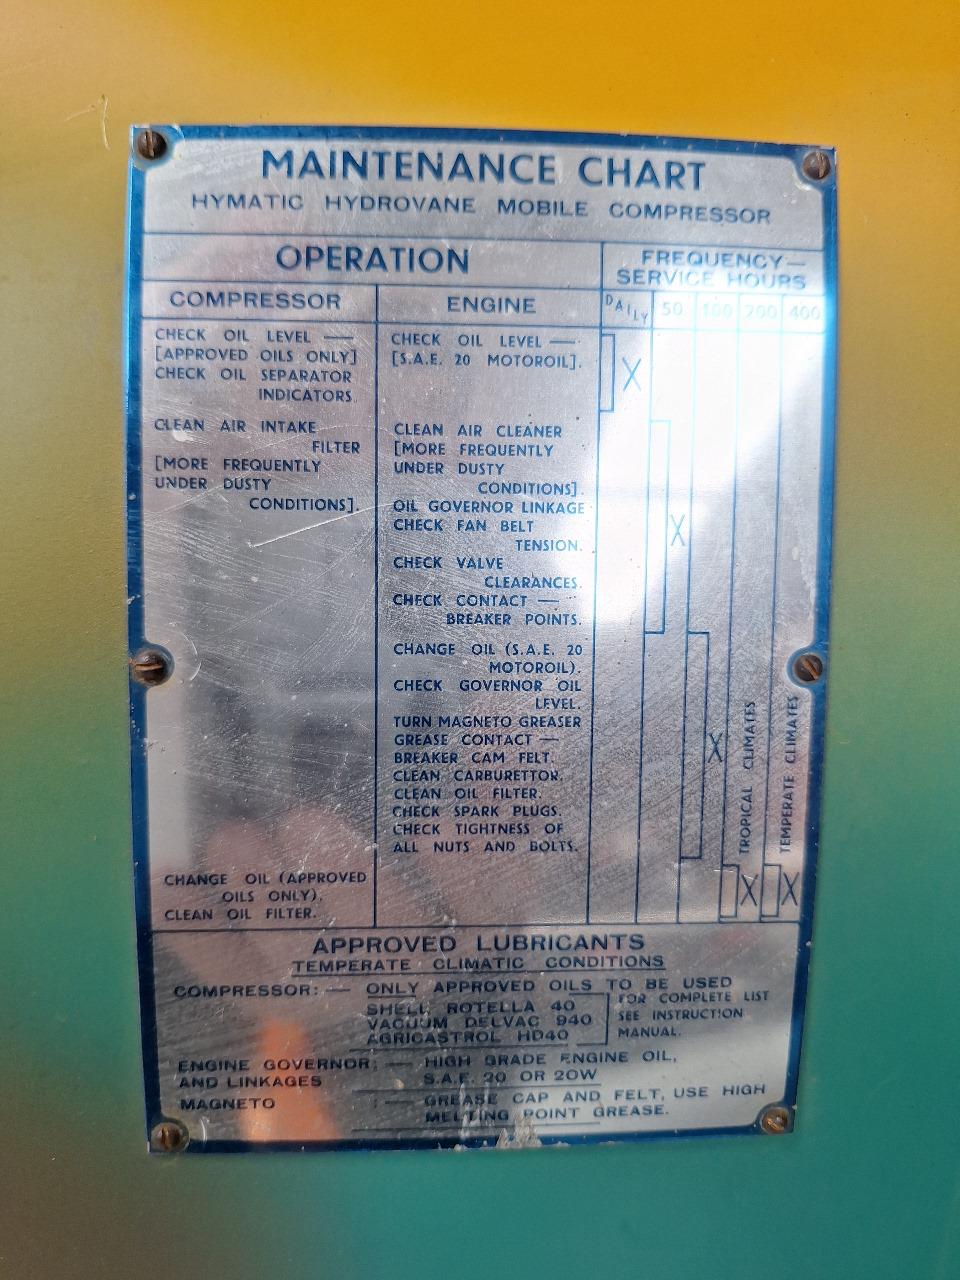 MAINTENANCE CHART
HYMATIC HYDROVANE MOBILE COMPRESSOR
OPERATION
FREQUENCY—
SERVICE HOURS
COMPRESSOR
ENGINE
DAILY 50 100 200 400
CHECK OIL LEVEL —
[APPROVED OILS ONLY]
CHECK OIL SEPARATOR
INDICATORS.
CLEAN AIR INTAKE
FILTER
[MORE FREQUENTLY
UNDER DUSTY
CONDITIONS].
CHANGE OIL (APPROVED
OILS ONLY).
CLEAN OIL FILTER.
CHECK OIL LEVEL —
[S.A.E. 20 MOTOROIL].
CLEAN AIR CLEANER
[MORE FREQUENTLY
UNDER DUSTY
CONDITIONS].
OIL GOVERNOR LINKAGE
CHECK FAN BELT
TENSION.
CHECK VALVE
CLEARANCES.
CHECK CONTACT —
BREAKER POINTS.
CHANGE OIL (S.A.E. 20
MOTOROIL).
CHECK GOVERNOR OIL
LEVEL.
TURN MAGNETO GREASER
GREASE CONTACT —
BREAKER CAM FELT.
CLEAN CARBURETTOR.
CLEAN OIL FILTER.
CHECK SPARK PLUGS.
CHECK TIGHTNESS OF
ALL NUTS AND BOLTS.
X
X
X
TROPICAL CLIMATES
X
TEMPERATE CLIMATES
X
APPROVED LUBRICANTS
TEMPERATE CLIMATIC CONDITIONS
COMPRESSOR:— ONLY APPROVED OILS TO BE USED
SHELL ROTELLA 40
VACUUM DELVAC 940
AGRICASTROL HD40
FOR COMPLETE LIST
SEE INSTRUCTION
MANUAL.
ENGINE GOVERNOR:— HIGH GRADE ENGINE OIL,
AND LINKAGES S.A.E. 20 OR 20W
MAGNETO :— GREASE CAP AND FELT, USE HIGH
MELTING POINT GREASE.